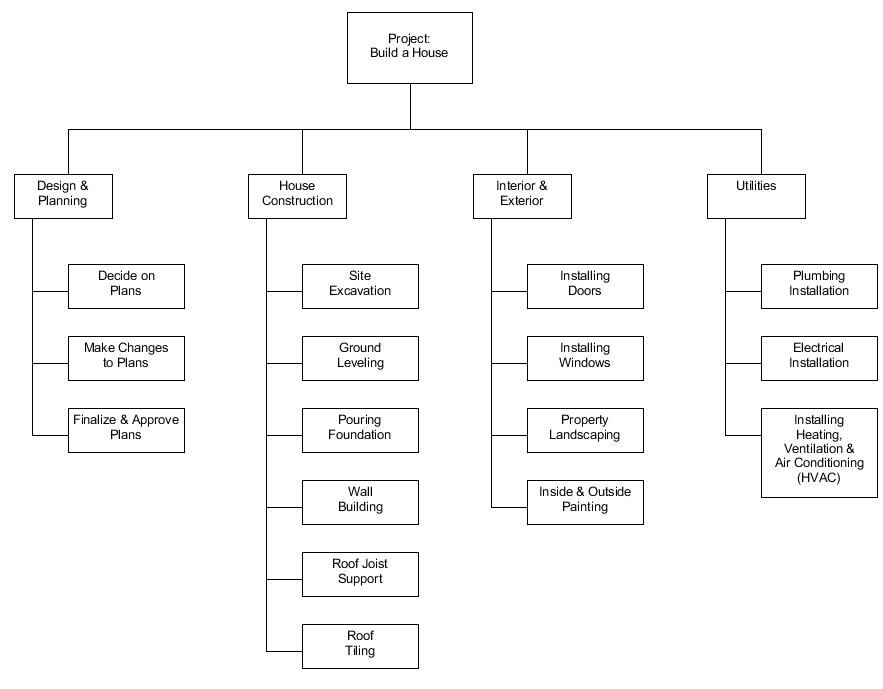 Project:
Build a House
Design &
Planning
Decide on
Plans
Make Changes
to Plans
Finalize & Approve
Plans
House
Construction
Site
Excavation
Ground
Leveling
Pouring
Foundation
Wall
Building
Roof Joist
Support
Roof
Tiling
Interior &
Exterior
Installing
Doors
Installing
Windows
Property
Landscaping
Inside & Outside
Painting
Utilities
Plumbing
Installation
Electrical
Installation
Installing
Heating,
Ventilation &
Air Conditioning
(HVAC)